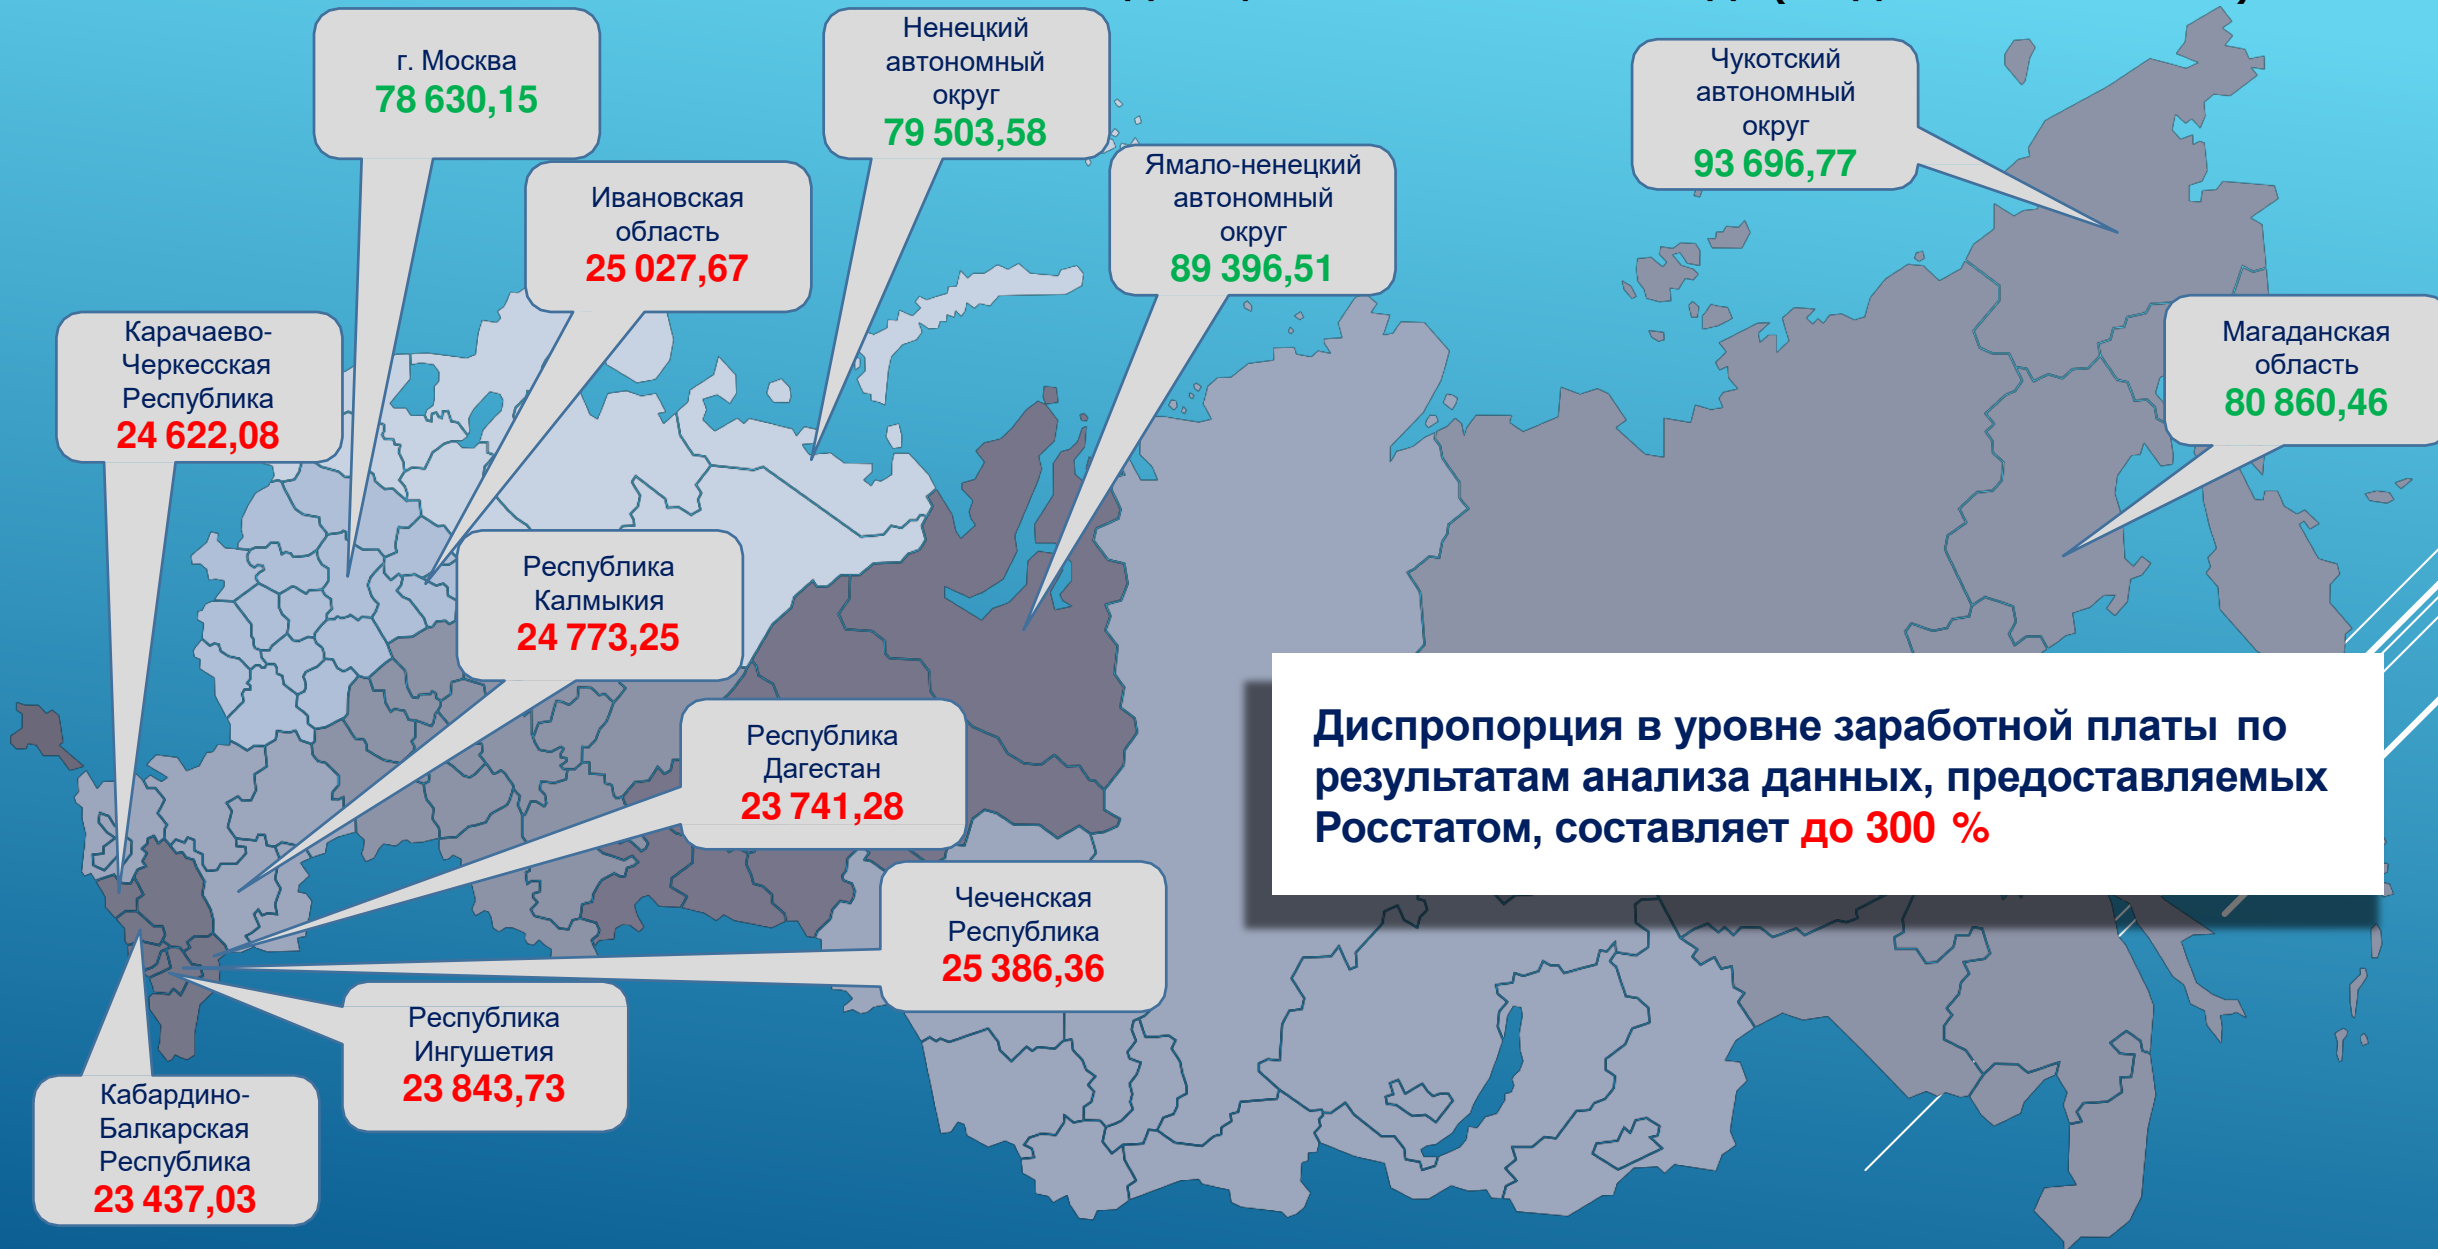 г. Москва
78 630,15
Ненецкий
автономный
округ
79 503,58
Чукотский
автономный
округ
93 696,77
Ивановская
область
25 027,67
Ямало-ненецкий
автономный
округ
89 396,51
Карачаево-
Черкесская
Республика
24 622,08
Магаданская
область
80 860,46
Республика
Калмыкия
24 773,25
Республика
Дагестан
23 741,28
Диспропорция в уровне заработной платы по
результатам анализа данных, предоставляемых
Росстатом, составляет до 300 %
Чеченская
Республика
25 386,36
Республика
Ингушетия
23 843,73
Кабардино-
Балкарская
Республика
23 437,03